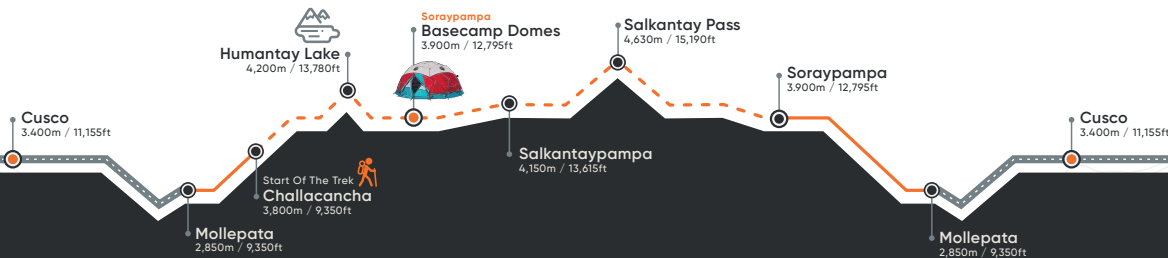 Cusco
3.400m / 11,155ft
Mollepata
2,850m / 9,350ft
Start Of The Trek
Challacancha
3,800m / 9,350ft
Humantay Lake
4,200m / 13,780ft
Soraypampa
Basecamp Domes
3.900m / 12,795ft
Salkantaypampa
4,150m / 13,615ft
Salkantay Pass
4,630m / 15,190ft
Soraypampa
3.900m / 12,795ft
Mollepata
2,850m / 9,350ft
Cusco
3.400m / 11,155ft